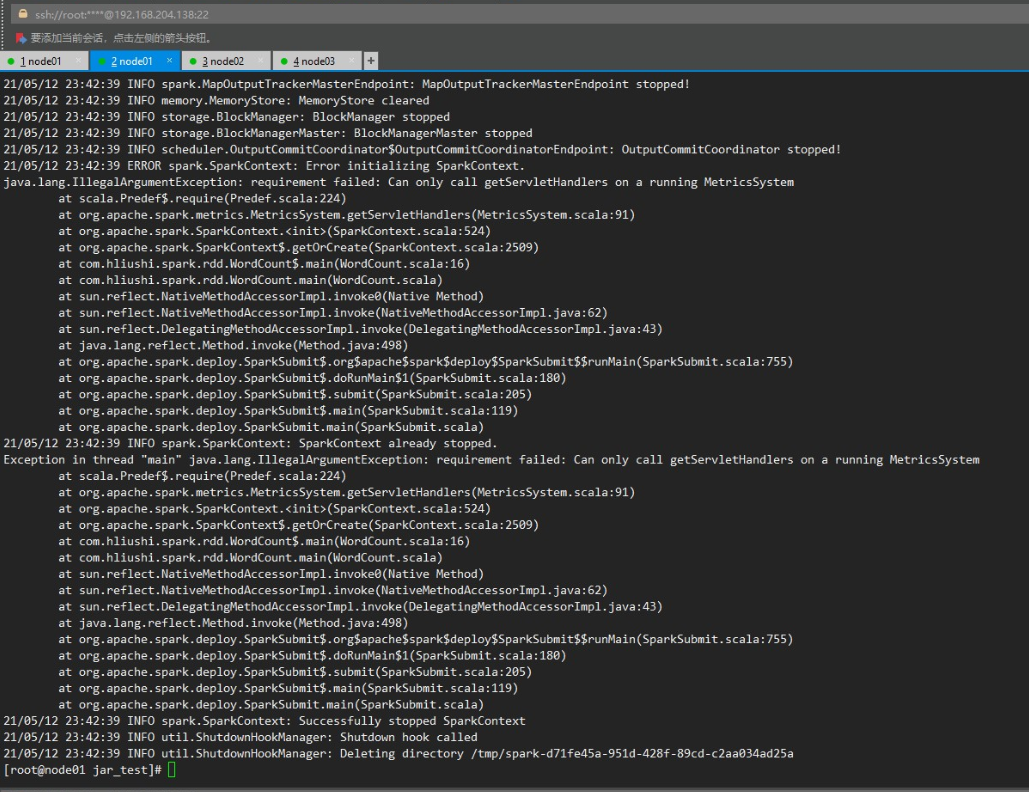 ssh://root:****@192.168.204.138:22
要添加当前会话，点击左侧的箭头按钮。
1 node01 × 2 node01 × 3 node02 × 4 node03 × +
21/05/12 23:42:39 INFO spark.MapOutputTrackerMasterEndpoint: MapOutputTrackerMasterEndpoint stopped!
21/05/12 23:42:39 INFO memory.MemoryStore: MemoryStore cleared
21/05/12 23:42:39 INFO storage.BlockManager: BlockManager stopped
21/05/12 23:42:39 INFO storage.BlockManagerMaster: BlockManagerMaster stopped
21/05/12 23:42:39 INFO scheduler.OutputCommitCoordinator$OutputCommitCoordinatorEndpoint: OutputCommitCoordinator stopped!
21/05/12 23:42:39 ERROR spark.SparkContext: Error initializing SparkContext.
java.lang.IllegalArgumentException: requirement failed: Can only call getServletHandlers on a running MetricsSystem
at scala.Predef$.require(Predef.scala:224)
at org.apache.spark.metrics.MetricsSystem.getServletHandlers(MetricsSystem.scala:91)
at org.apache.spark.SparkContext.<init>(SparkContext.scala:524)
at org.apache.spark.SparkContext$.getOrCreate(SparkContext.scala:2509)
at com.hliushi.spark.rdd.WordCount$.main(WordCount.scala:16)
at com.hliushi.spark.rdd.WordCount.main(WordCount.scala)
at sun.reflect.NativeMethodAccessorImpl.invoke0(Native Method)
at sun.reflect.NativeMethodAccessorImpl.invoke(NativeMethodAccessorImpl.java:62)
at sun.reflect.DelegatingMethodAccessorImpl.invoke(DelegatingMethodAccessorImpl.java:43)
at java.lang.reflect.Method.invoke(Method.java:498)
at org.apache.spark.deploy.SparkSubmit$.org$apache$spark$deploy$SparkSubmit$$runMain(SparkSubmit.scala:755)
at org.apache.spark.deploy.SparkSubmit$.doRunMain$1(SparkSubmit.scala:180)
at org.apache.spark.deploy.SparkSubmit$.submit(SparkSubmit.scala:205)
at org.apache.spark.deploy.SparkSubmit$.main(SparkSubmit.scala:119)
at org.apache.spark.deploy.SparkSubmit.main(SparkSubmit.scala)
21/05/12 23:42:39 INFO spark.SparkContext: SparkContext already stopped.
Exception in thread "main" java.lang.IllegalArgumentException: requirement failed: Can only call getServletHandlers on a running MetricsSystem
at scala.Predef$.require(Predef.scala:224)
at org.apache.spark.metrics.MetricsSystem.getServletHandlers(MetricsSystem.scala:91)
at org.apache.spark.SparkContext.<init>(SparkContext.scala:524)
at org.apache.spark.SparkContext$.getOrCreate(SparkContext.scala:2509)
at com.hliushi.spark.rdd.WordCount$.main(WordCount.scala:16)
at com.hliushi.spark.rdd.WordCount.main(WordCount.scala)
at sun.reflect.NativeMethodAccessorImpl.invoke0(Native Method)
at sun.reflect.NativeMethodAccessorImpl.invoke(NativeMethodAccessorImpl.java:62)
at sun.reflect.DelegatingMethodAccessorImpl.invoke(DelegatingMethodAccessorImpl.java:43)
at java.lang.reflect.Method.invoke(Method.java:498)
at org.apache.spark.deploy.SparkSubmit$.org$apache$spark$deploy$SparkSubmit$$runMain(SparkSubmit.scala:755)
at org.apache.spark.deploy.SparkSubmit$.doRunMain$1(SparkSubmit.scala:180)
at org.apache.spark.deploy.SparkSubmit$.submit(SparkSubmit.scala:205)
at org.apache.spark.deploy.SparkSubmit$.main(SparkSubmit.scala:119)
at org.apache.spark.deploy.SparkSubmit.main(SparkSubmit.scala)
21/05/12 23:42:39 INFO spark.SparkContext: Successfully stopped SparkContext
21/05/12 23:42:39 INFO util.ShutdownHookManager: Shutdown hook called
21/05/12 23:42:39 INFO util.ShutdownHookManager: Deleting directory /tmp/spark-d71fe45a-951d-428f-89cd-c2aa034ad25a
[root@node01 jar_test]#